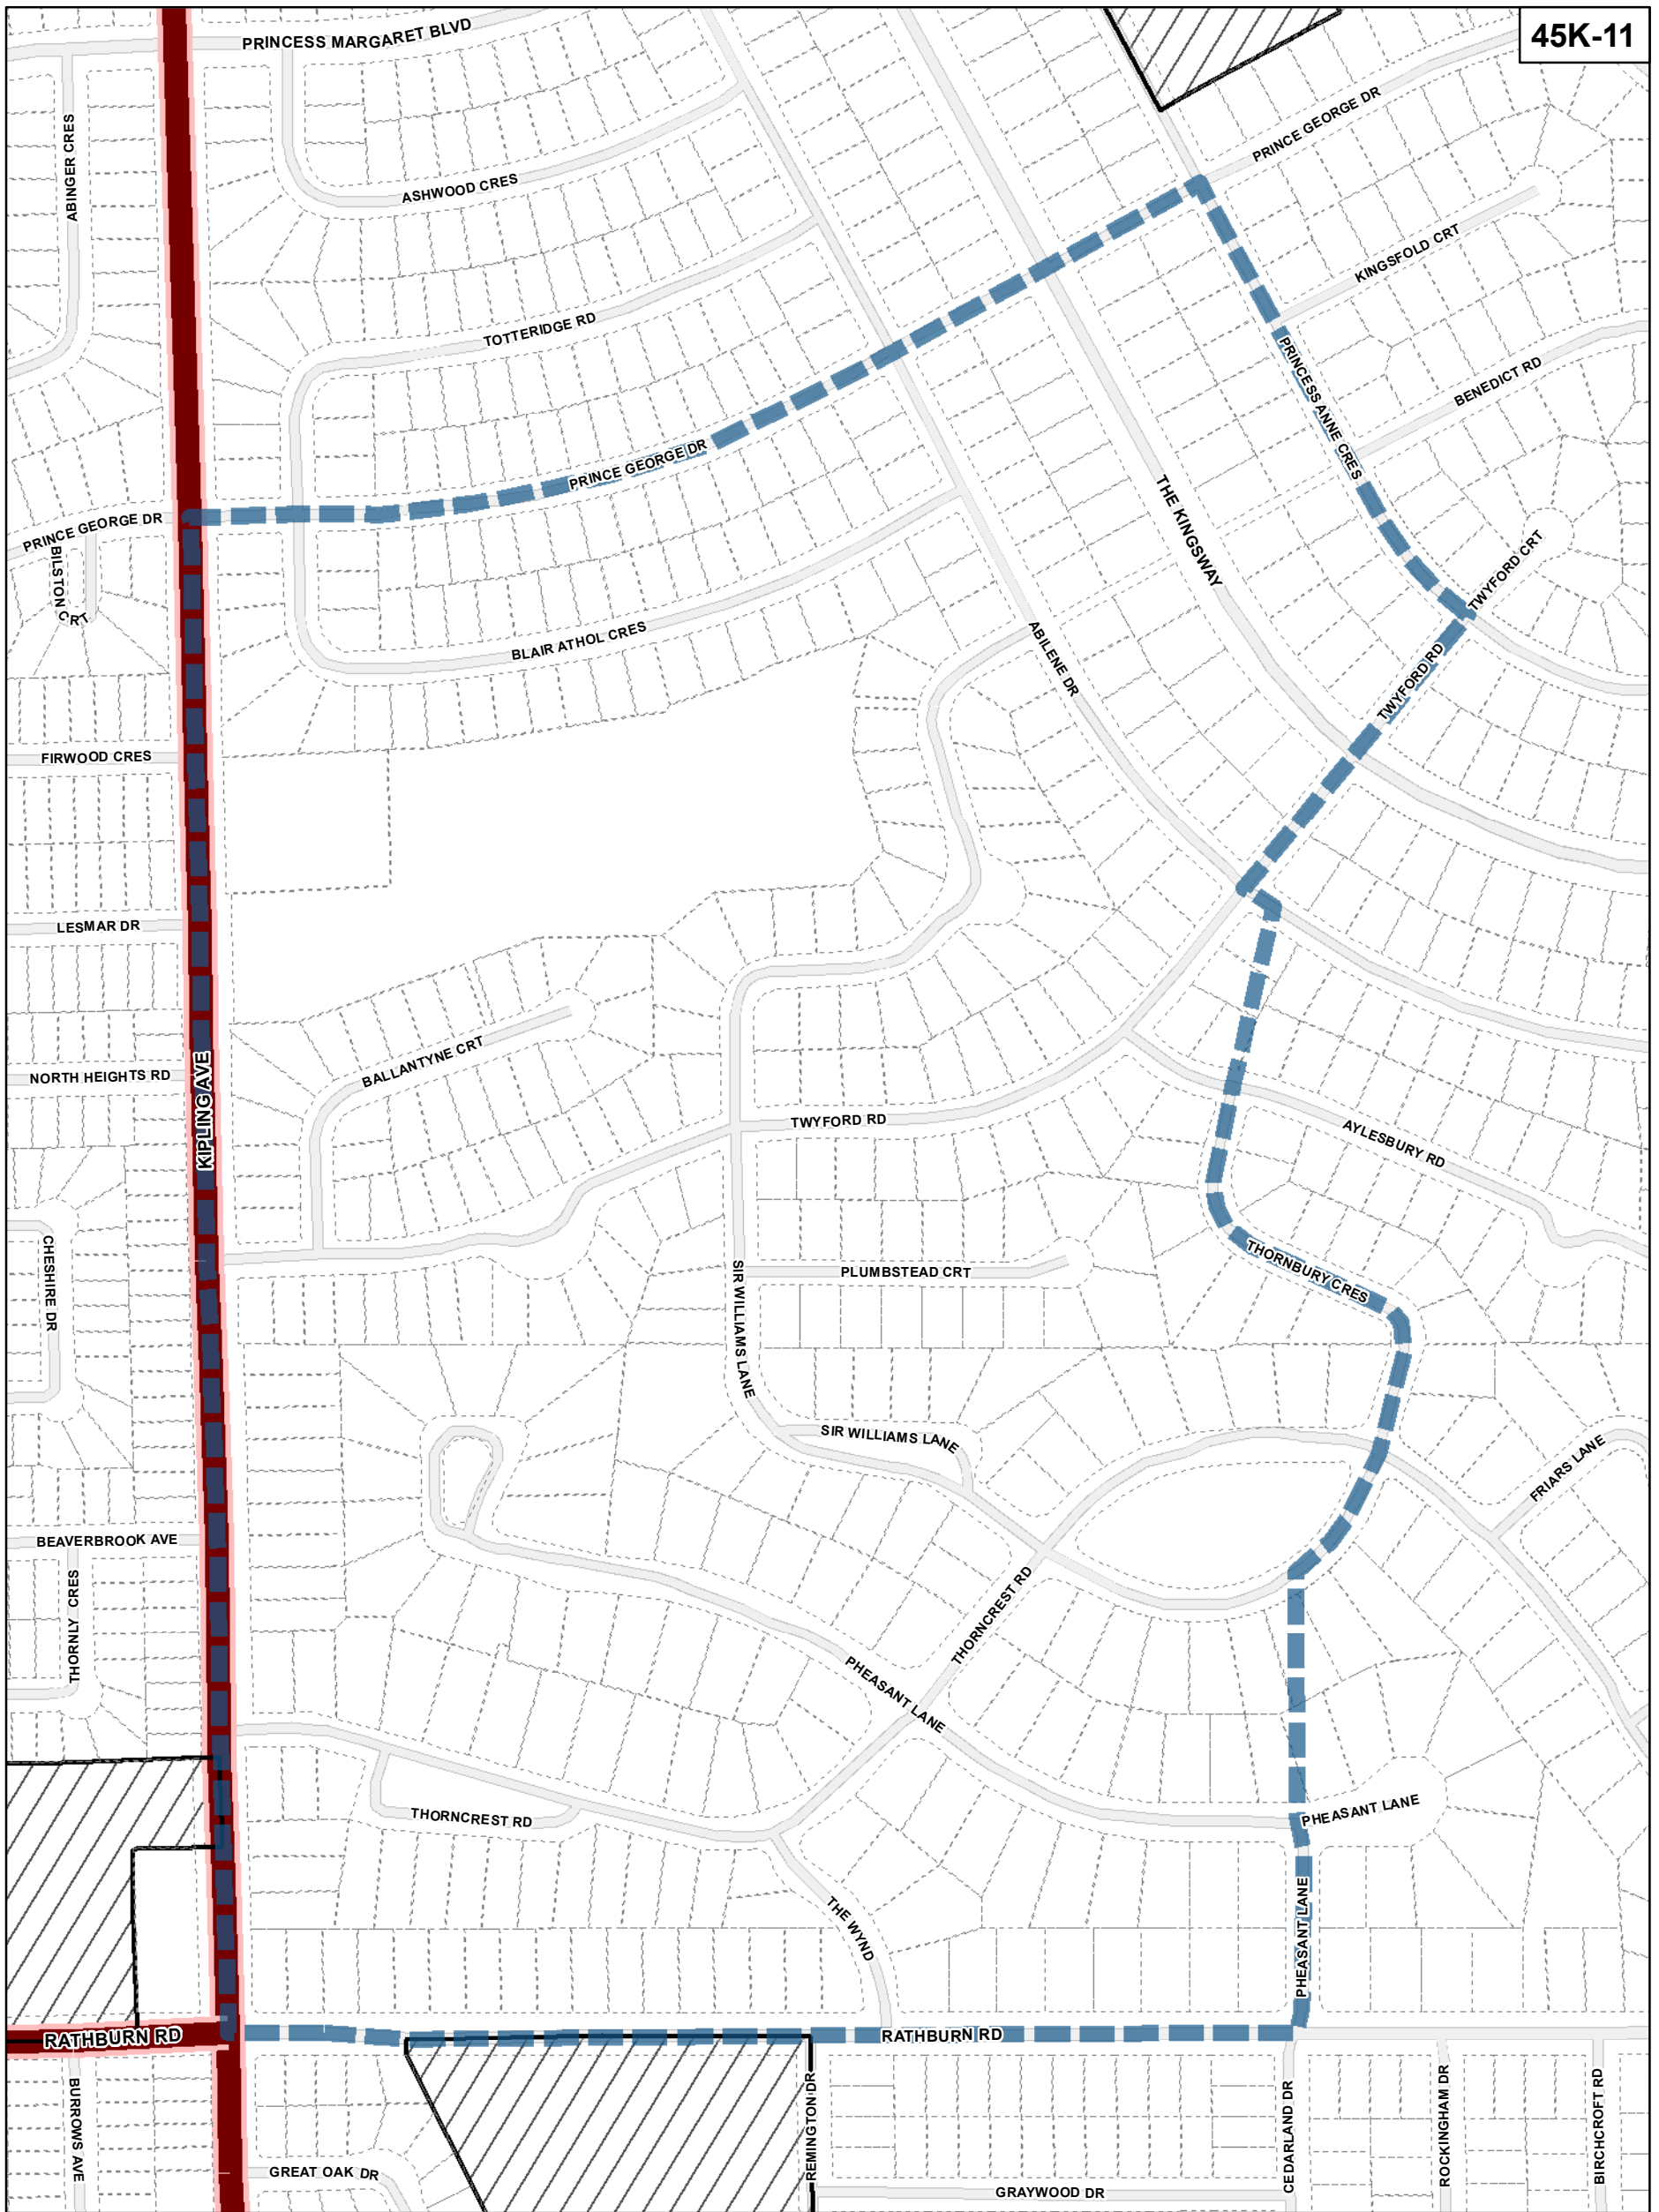 45K-11
PRINCESS MARGARET BLVD
ABINGER CRES
ASHWOOD CRES
PRINCE GEORGE DR
KINGSFOLD CRT
TOTTERIDGE RD
PRINCESS ANNE CRES
BENEDICT RD
PRINCE GEORGE DR
PRINCE GEORGE DR
BILSTON CRT
THE KINGSWAY
TWYFORD CRT
BLAIR ATHOL CRES
ABILENE DR
TWYFORD RD
FIRWOOD CRES
LESMAR DR
BALLANTYNE CRT
NORTH HEIGHTS RD
KIPLING AVE
TWYFORD RD
AYLESBURY RD
CHESHIRE DR
SIR WILLIAMS LANE
PLUMBSTEAD CRT
THORNBURY CRES
SIR WILLIAMS LANE
FRIARS LANE
BEAVERBROOK AVE
THORNLY CRES
THORNCREST RD
PHEASANT LANE
THORNCREST RD
PHEASANT LANE
THE WYND
PHEASANT LANE
RATHBURN RD
RATHBURN RD
BURROWS AVE
REMINGTON DR
CEDARLAND DR
ROCKINGHAM DR
BIRCHCROFT RD
GREAT OAK DR
GRAYWOOD DR